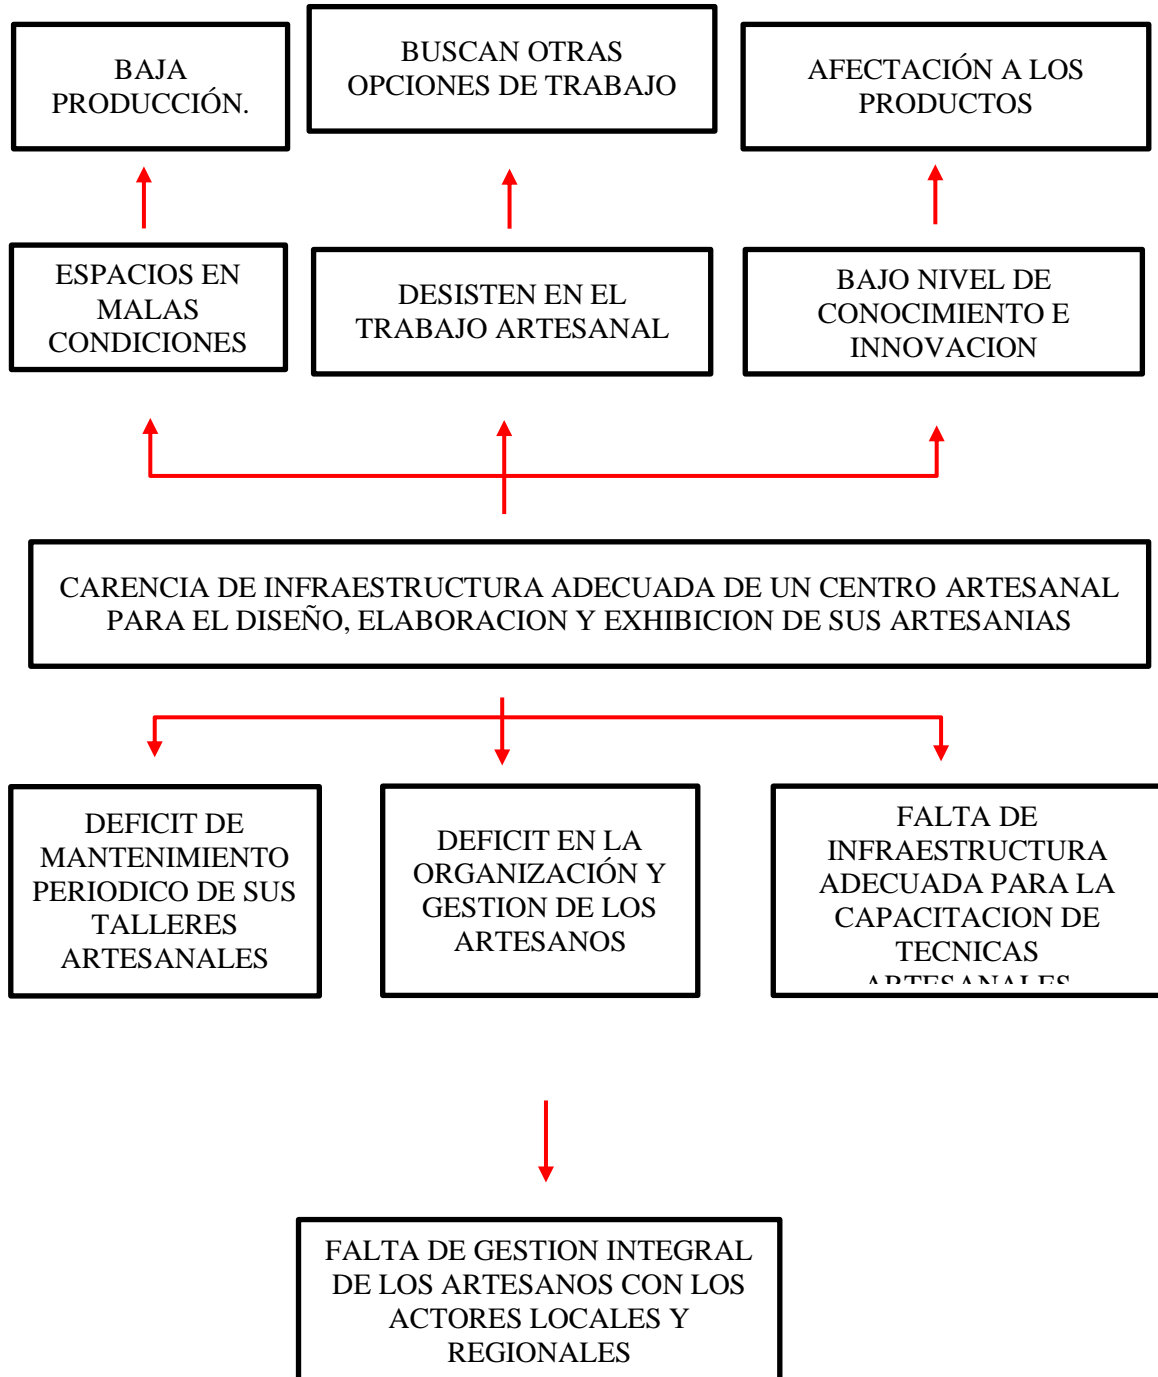 BAJA
PRODUCCIÓN.
BUSCAN OTRAS
OPCIONES DE TRABAJO
AFECTACIÓN A LOS
PRODUCTOS
ESPACIOS EN
MALAS
CONDICIONES
DESISTEN EN EL
TRABAJO ARTESANAL
BAJO NIVEL DE
CONOCIMIENTO E
INNOVACION
CARENCIA DE INFRAESTRUCTURA ADECUADA DE UN CENTRO ARTESANAL
PARA EL DISEÑO, ELABORACION Y EXHIBICION DE SUS ARTESANIAS
DEFICIT DE
MANTENIMIENTO
PERIODICO DE SUS
TALLERES
ARTESANALES
DEFICIT EN LA
ORGANIZACIÓN Y
GESTION DE LOS
ARTESANOS
FALTA DE
INFRAESTRUCTURA
ADECUADA PARA LA
CAPACITACION DE
TECNICAS
ARTESANALES
FALTA DE GESTION INTEGRAL
DE LOS ARTESANOS CON LOS
ACTORES LOCALES Y
REGIONALES